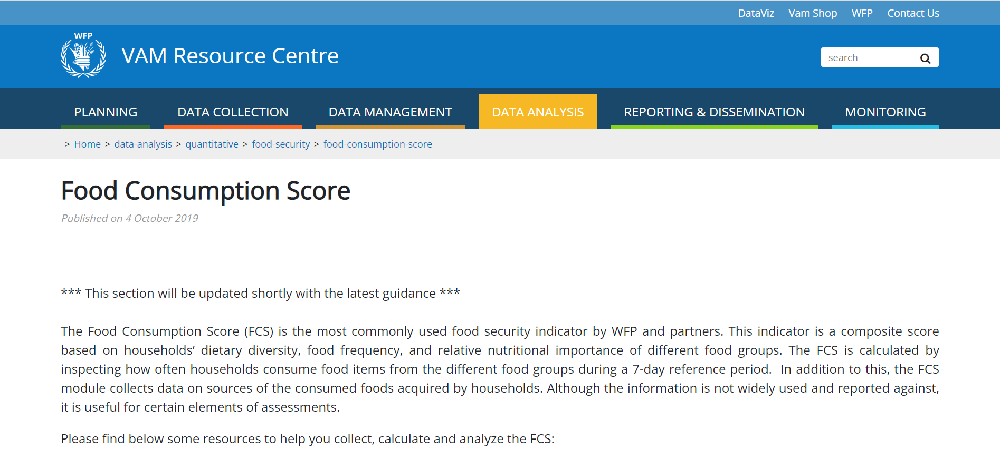 DataViz Vam Shop WFP Contact Us
WFP
VAM Resource Centre
search
PLANNING DATA COLLECTION DATA MANAGEMENT DATA ANALYSIS REPORTING & DISSEMINATION MONITORING
> Home > data-analysis > quantitative > food-security > food-consumption-score
Food Consumption Score
Published on 4 October 2019
*** This section will be updated shortly with the latest guidance ***
The Food Consumption Score (FCS) is the most commonly used food security indicator by WFP and partners. This indicator is a composite score
based on households’ dietary diversity, food frequency, and relative nutritional importance of different food groups. The FCS is calculated by
inspecting how often households consume food items from the different food groups during a 7-day reference period.  In addition to this, the FCS
module collects data on sources of the consumed foods acquired by households. Although the information is not widely used and reported against,
it is useful for certain elements of assessments.
Please find below some resources to help you collect, calculate and analyze the FCS: